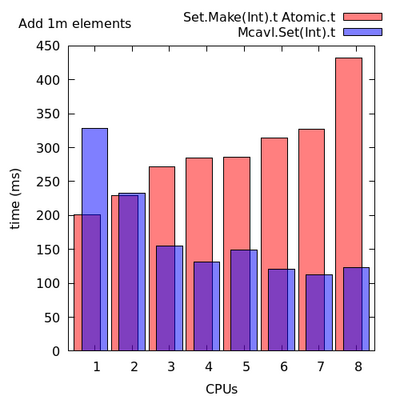 Add 1m elements
Set.Make(Int).t Atomic.t
Mcavl.Set(Int).t
450
400
350
300
250
200
150
100
50
0
time (ms)
1 2 3 4 5 6 7 8
CPUs